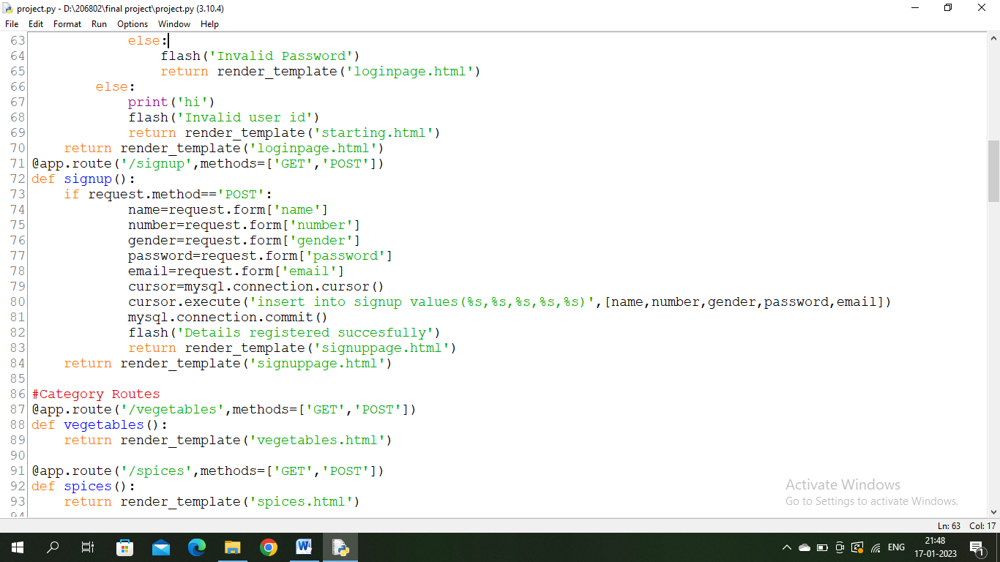 project.py - D:\206802\final project\project.py (3.10.4)
File Edit Format Run Options Window Help
63 else:
64 flash('Invalid Password')
65 return render_template('loginpage.html')
66 else:
67 print('hi')
68 flash('Invalid user id')
69 return render_template('starting.html')
70 return render_template('loginpage.html')
71 @app.route('/signup',methods=['GET','POST'])
72 def signup():
73 if request.method=='POST':
74 name=request.form['name']
75 number=request.form['number']
76 gender=request.form['gender']
77 password=request.form['password']
78 email=request.form['email']
79 cursor=mysql.connection.cursor()
80 cursor.execute('insert into signup values(%s,%s,%s,%s,%s)',[name,number,gender,password,email])
81 mysql.connection.commit()
82 flash('Details registered succesfully')
83 return render_template('signuppage.html')
84 return render_template('signuppage.html')
85
86 #Category Routes
87 @app.route('/vegetables',methods=['GET','POST'])
88 def vegetables():
89 return render_template('vegetables.html')
90
91 @app.route('/spices',methods=['GET','POST'])
92 def spices():
93 return render_template('spices.html')
94
Activate Windows
Go to Settings to activate Windows.
Ln: 63 Col: 17
ENG
21:48
17-01-2023
1